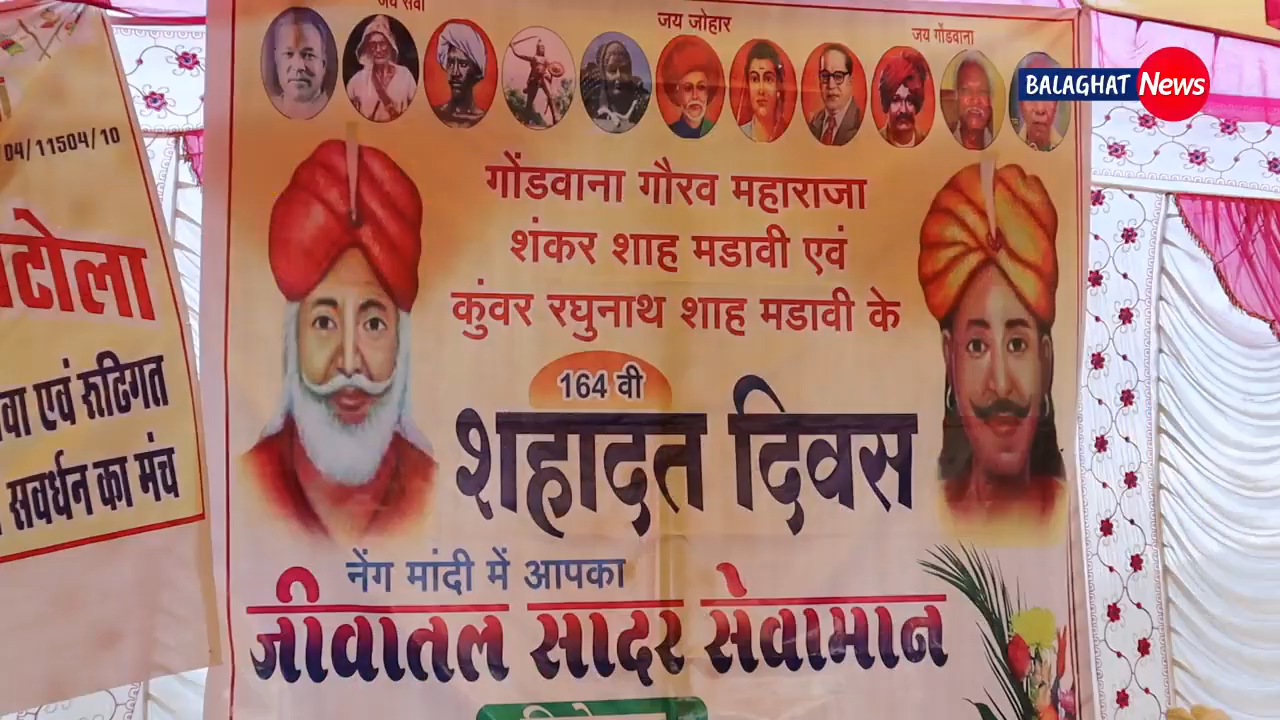 जय सेवा
जय जोहार
जय गोंडवाना
BALAGHAT News
04/11504/10
गोंडवाना गौरव महाराजा
शंकर शाह मडावी एवं
कुंवर रघुनाथ शाह मडावी के
164 वी
शहादत दिवस
नेंग मांदी में आपका
जीवातल सादर सेवामान
टोला
एवं रुढिगत
सवर्धन का मंच